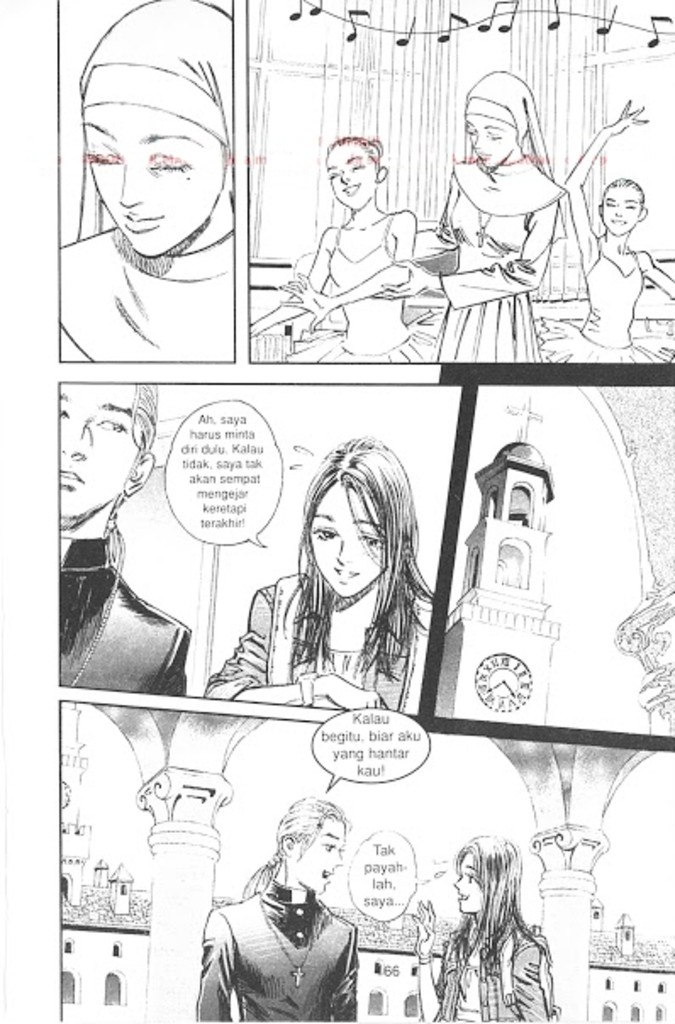 Ah, saya
harus minta
diri dulu. Kalau
tidak, saya tak
akan sempat
mengejar
keretapi
terakhir!
Kalau
begitu, biar aku
yang hantar
kau!
Tak
payah-
lah,
saya...
66